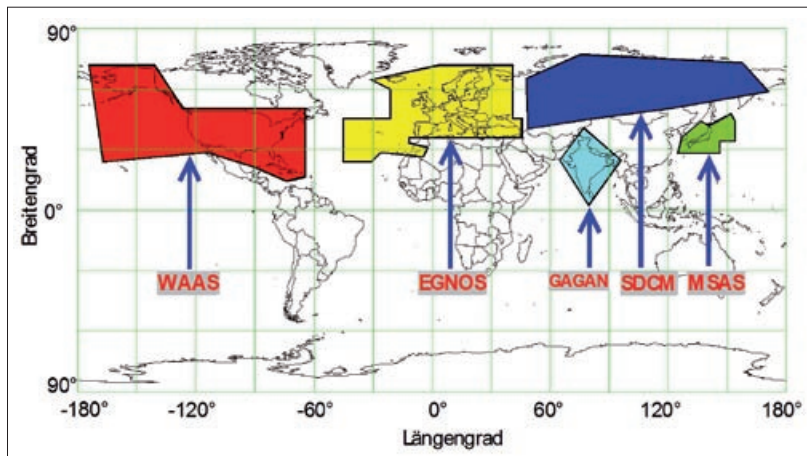 90°
Breitengrad
0°
WAAS EGNOS GAGAN SDCM MSAS
90°
-180° -120° -60° 0° 60° 120° 180°
Längengrad